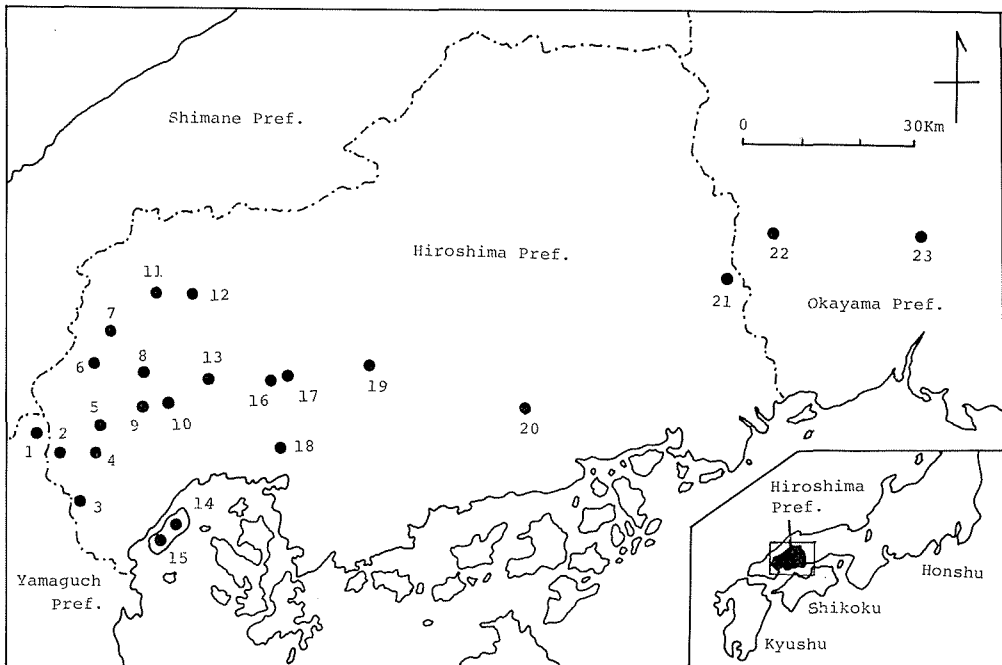 Shimane Pref.
0 30Km
Hiroshima Pref.
22
23
21
Okayama Pref.
11
12
7
6
8
13
16
17
19
5
9
10
20
1
2
4
18
3
14
15
Yamaguch
Pref.
Hiroshima
Pref.
Honshu
Shikoku
Kyushu